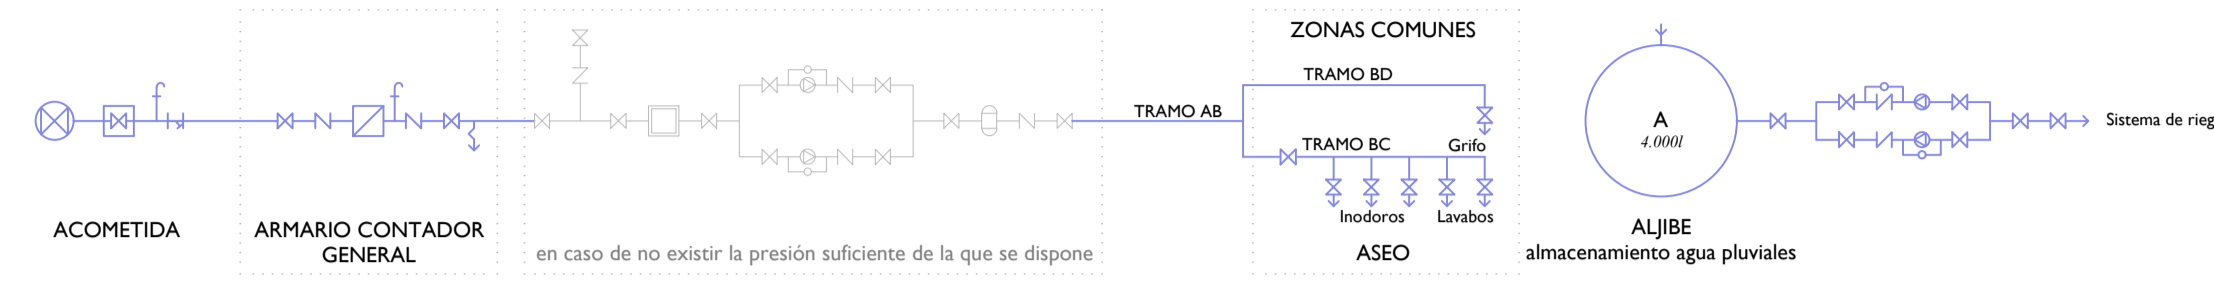 ACOMETIDA
ARMARIO CONTADOR
GENERAL
en caso de no existir la presión suficiente de la que se dispone
TRAMO AB
ZONAS COMUNES
TRAMO BD
TRAMO BC
Grifo
Inodoros
Lavabos
ASEO
A
4.000l
ALJIBE
almacenamiento agua pluviales
Sistema de rieg